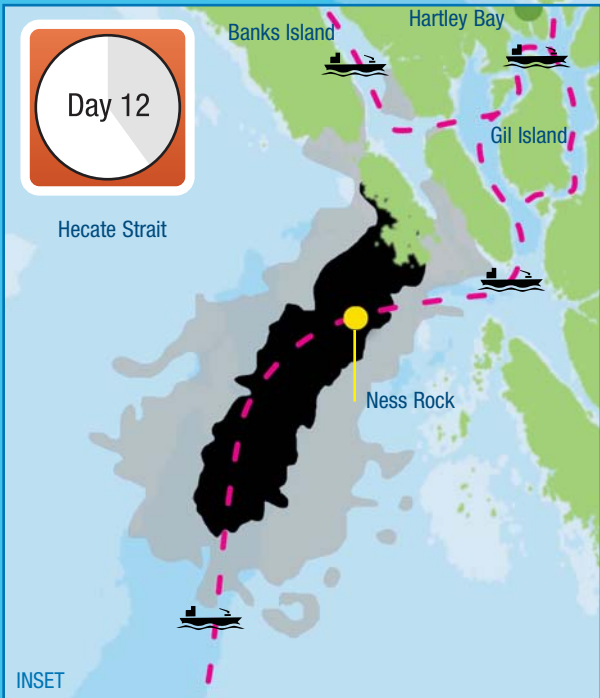 Banks Island
Hartley Bay
Day 12
Gil Island
Hecate Strait
Ness Rock
INSET